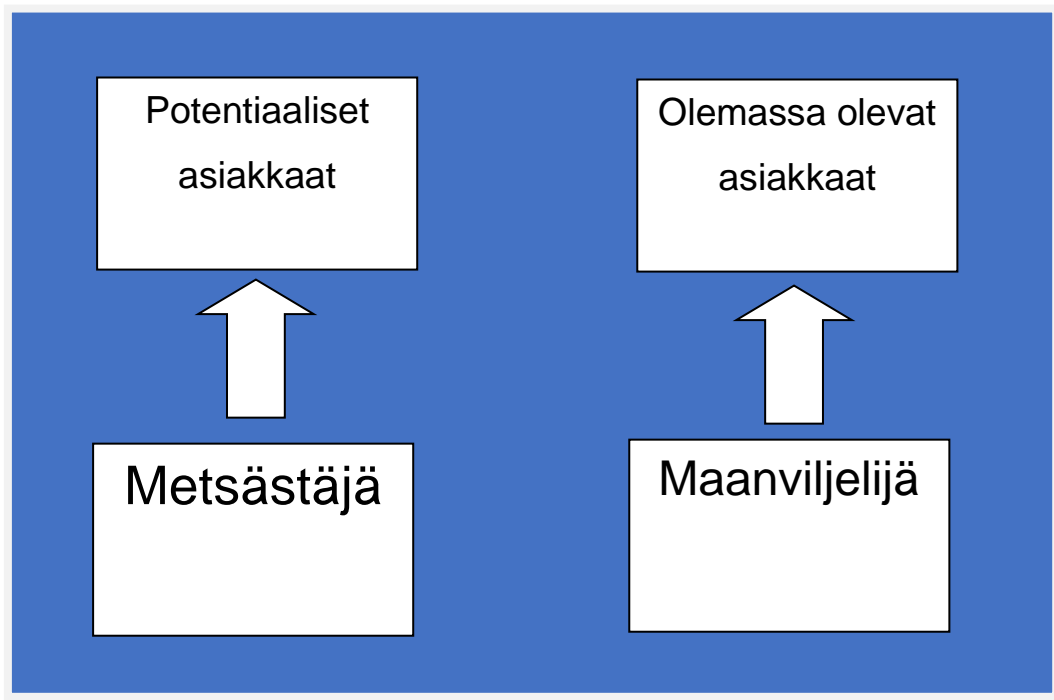 Potentiaaliset
asiakkaat
Olemassa olevat
asiakkaat
Metsästäjä
Maanviljelijä